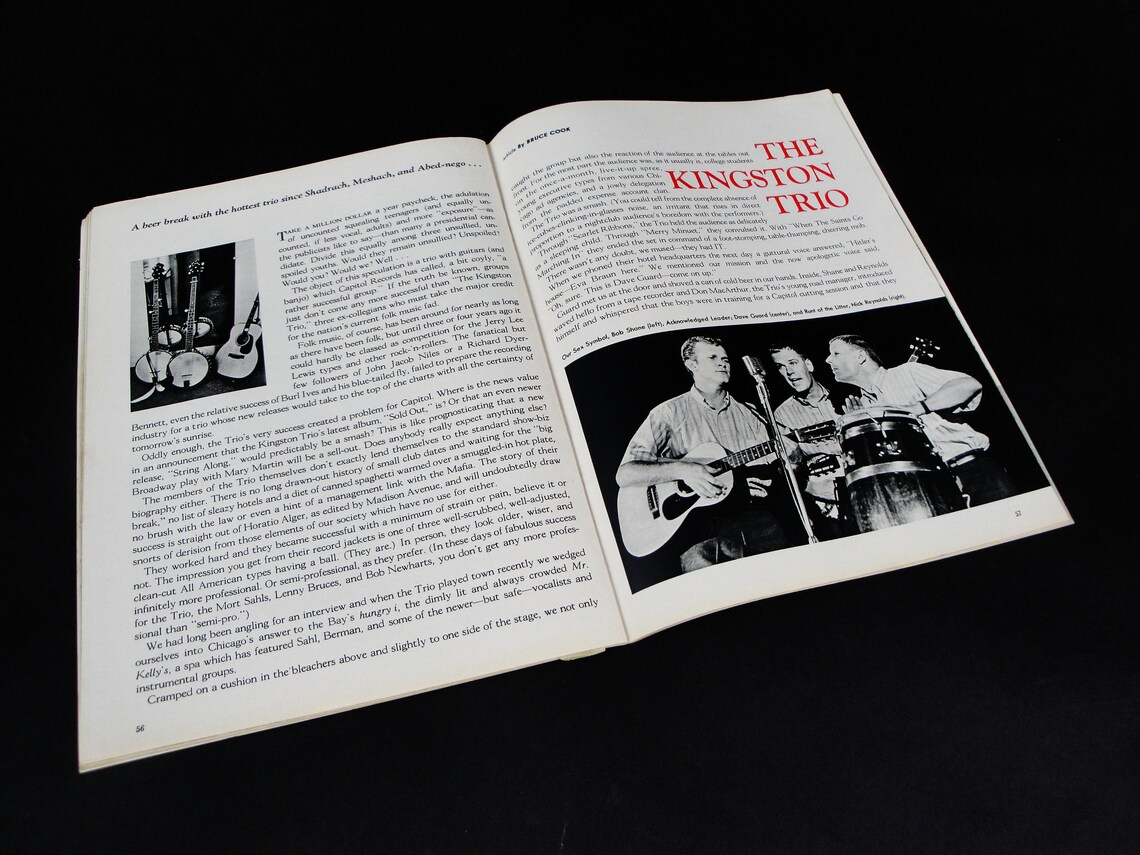 A beer break with the hottest trio since Shadrach, Meshach, and Abed-nego . . .
TAKE A MILLION DOLLAR a year paycheck, the adulation
of uncounted squealing teenagers (and equally un-
counted, if less vocal, adults) and more "exposure"—as
the publicists like to say—than many a presidential can-
didate. Divide this equally among three unsullied, un-
spoiled youths. Would they remain unsullied? Unspoiled?
Would you? Would we? Well . . .
The object of this speculation is a trio with guitars (and
banjo) which Capitol Records has called, a bit coyly, "a
rather successful group." If the truth be known, groups
just don't come any more successful than "The Kingston
Trio," three ex-collegians who must take the major credit
for the nation's current folk music fad.
Folk music, of course, has been around for nearly as long
as there have been folk, but until three of four years ago it
could hardly be classed as competition for the Jerry Lee
Lewis types and other rock-'n-rollers. The fanatical but
few followers of John Jacob Niles or a Richard Dyer-
Bennett, even the relative success of Burl Ives and his blue-tailed fly, failed to prepare the recording
industry for a trio whose new releases would take to the top of the charts with all the certainty of
tomorrow's sunrise.
Oddly enough, the Trio's very success created a problem for Capitol. Where is the news value
in an announcement that the Kingston Trio's latest album, "Sold Out," is? Or that an even newer
release, "String Along," would predictably be a smash? This is like prognosticating that a new
Broadway play with Mary Martin will be a sell-out. Does anybody really expect anything else?
The members of the Trio themselves don't exactly lend themselves to the standard show-biz
biography either. There is no long drawn-out history of small club dates and waiting for the "big
break," no list of sleazy hotels and a diet of canned spaghetti warmed over a smuggled-in hot plate,
no brush with the law or even a hint of a management link with the Mafia. The story of their
success is straight out of Horatio Alger, as edited by Madison Avenue, and will undoubtedly draw
snorts of derision from those elements of our society which have no use for either.
They worked hard and they became successful with a minimum of strain or pain, believe it or
not. The impression you get from their record jackets is one of three well-scrubbed, well-adjusted,
clean-cut All American types having a ball. (They are.) In person, they look older, wiser, and
infinitely more professional. Or semi-professional, as they prefer. (In these days of fabulous success
for the Trio, the Mort Sahls, Lenny Bruces, and Bob Newharts, you don't get any more profes-
sional than "semi-pro.")
We had long been angling for an interview and when the Trio played town recently we wedged
ourselves into Chicago's answer to the Bay's hungry i, the dimly lit and always crowded Mr.
Kelly's, a spa which has featured Sahl, Berman, and some of the newer—but safe—vocalists and
instrumental groups.
Cramped on a cushion in the bleachers above and slightly to one side of the stage, we not only
56
article By BRUCE COOK
THE
KINGSTON
TRIO
caught the group but also the reaction of the audience at the tables out
front. For the most part the audience was, as it usually is, college students
on the once-a-month, live-it-up spree,
young executive types from various Chi-
cago ad agencies, and a jowly delegation
from the padded expense account clan.
The Trio was a smash. (You could tell from the complete absence of
ice-cubes-clinking-in-glasses noise, an irritant that rises in direct
proportion to a nightclub audience's boredom with the performers.)
Through "Scarlet Ribbons," the Trio held the audience as delicately
as a sleeping child. Through "Merry Minuet," they convulsed it. With "When The Saints Go
Marching In" they ended the set in command of a foot-stomping, table-thumping, cheering mob.
There wasn't any doubt, we mused—they had IT.
When we phoned their hotel headquarters the next day a guttural voice answered, "Hitler's
house—Eva Braun here." We mentioned our mission and the now apologetic voice said,
"Oh, sure. This is Dave Guard—come on up."
Guard met us at the door and shoved a can of cold beer in our hands. Inside, Shane and Reynolds
waved hello from a tape recorder and Don MacArthur, the Trio's young road manager, introduced
himself and whispered that the boys were in training for a Capitol cutting session and that they
Our Sex Symbol, Bob Shane (left), Acknowledged Leader; Dave Guard (center), and Runt of the Litter, Nick Reynolds (right).
57